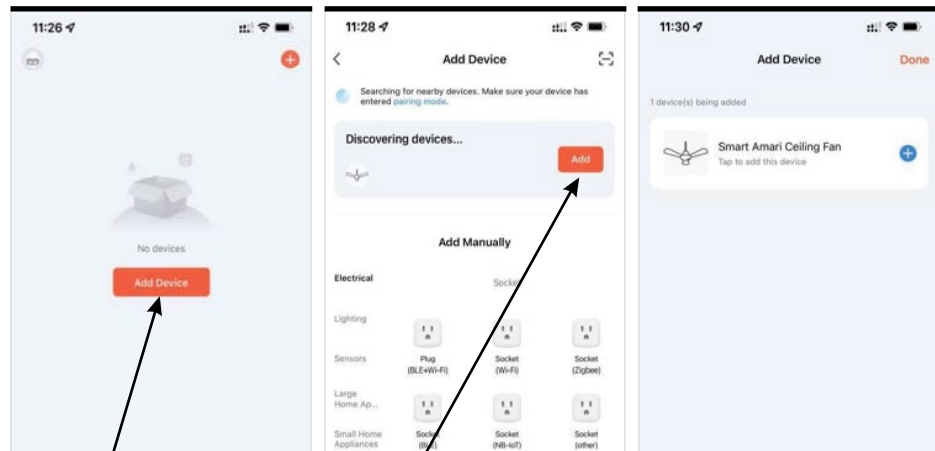 11:26
No devices
Add Device
11:28
Add Device
Searching for nearby devices. Make sure your device has
entered pairing mode.
Discovering devices...
Add
Add Manually
Electrical
Socket
Lighting
Sensors
Plug
(BLE+Wi-Fi)
Socket
(Wi-Fi)
Socket
(Zigbee)
Large
Home Ap...
Small Home
Appliances
Socket
(BLE)
Socket
(NB-IoT)
Socket
(other)
11:30
Add Device
Done
1 device(s) being added
Smart Amari Ceiling Fan
Tap to add this device